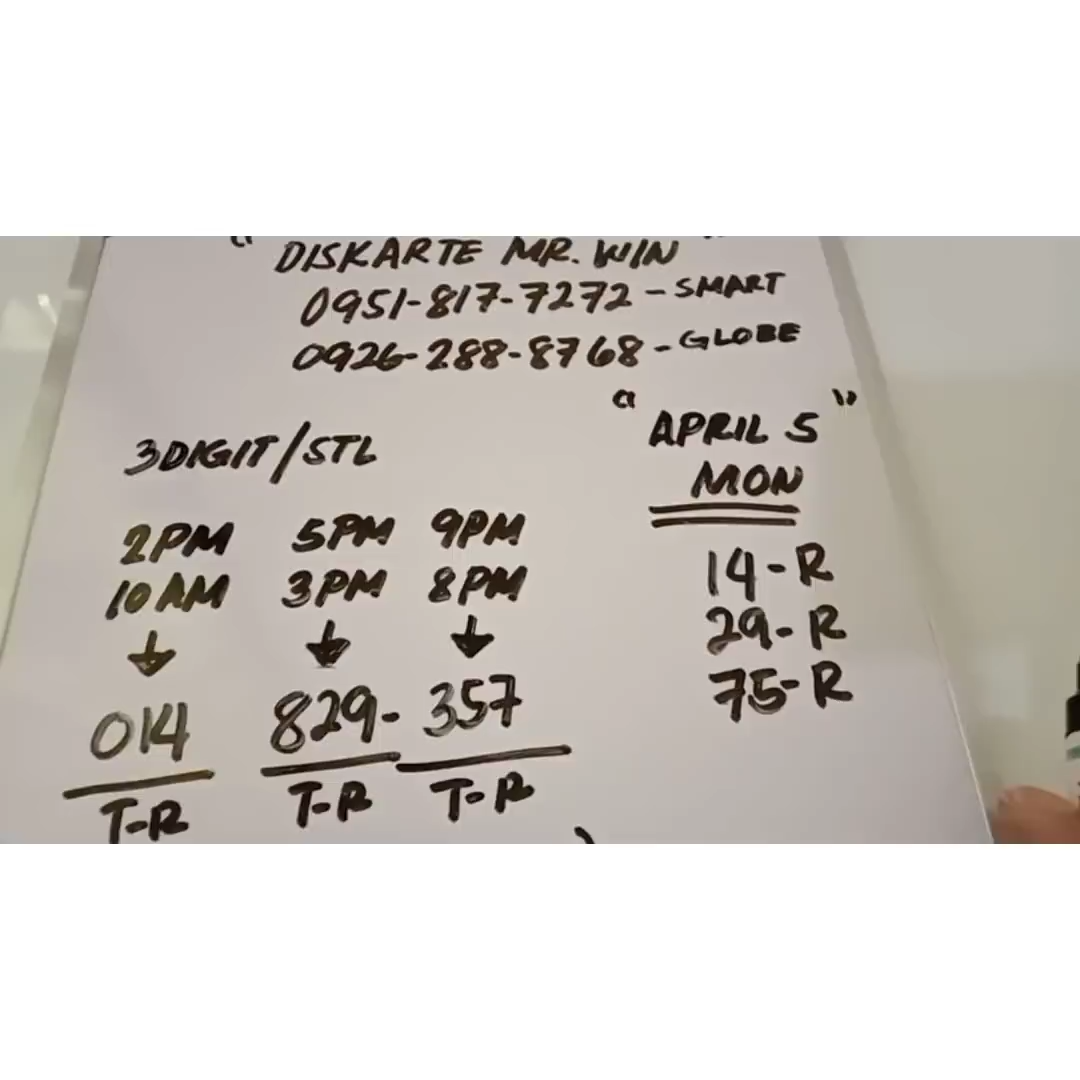 " DISKARTE MR. WIN "
0951-817-7272 - SMART
0926-288-8768 - GLOBE
3DIGIT/STL
2PM 5PM 9PM
10AM 3PM 8PM
↓ ↓ ↓
014 829- 357
T-R T-R T-R
" APRIL 5 "
MON
14-R
29-R
75-R